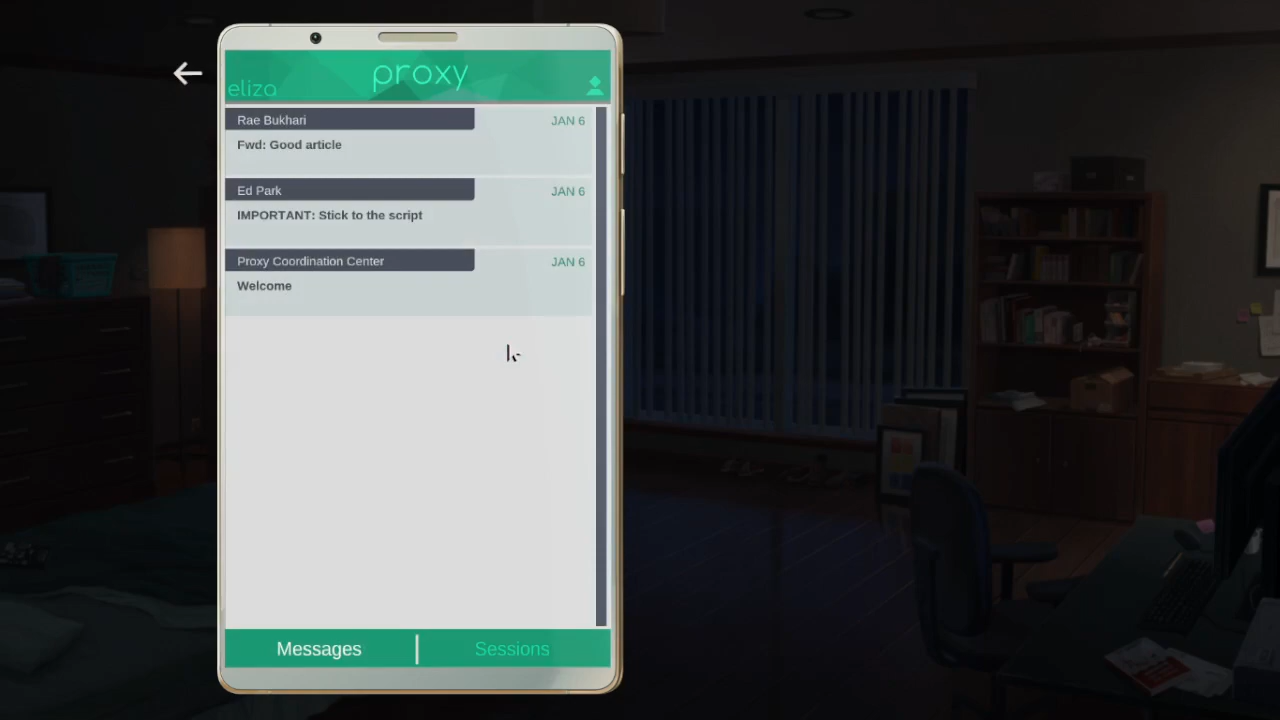 proxy
eliza
Rae Bukhari JAN 6
Fwd: Good article
Ed Park JAN 6
IMPORTANT: Stick to the script
Proxy Coordination Center JAN 6
Welcome
Messages Sessions